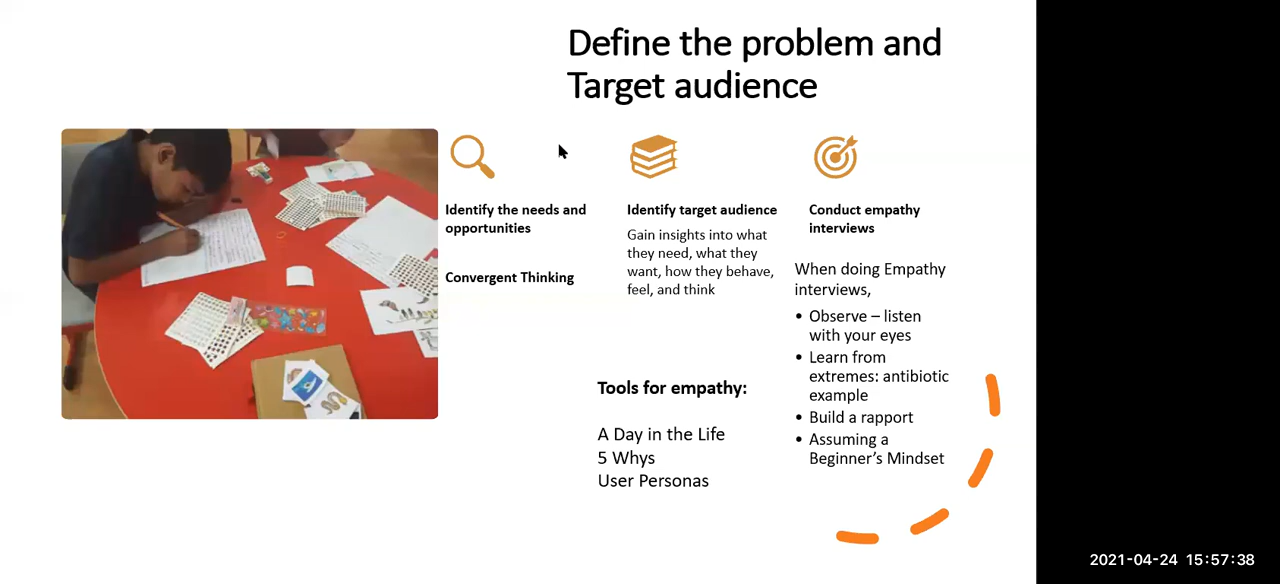 Define the problem and
Target audience
Identify the needs and
opportunities
Convergent Thinking
Identify target audience
Gain insights into what
they need, what they
want, how they behave,
feel, and think
Conduct empathy
interviews
When doing Empathy
interviews,
• Observe – listen
with your eyes
• Learn from
extremes: antibiotic
example
• Build a rapport
• Assuming a
Beginner’s Mindset
Tools for empathy:
A Day in the Life
5 Whys
User Personas
2021-04-24 15:57:38